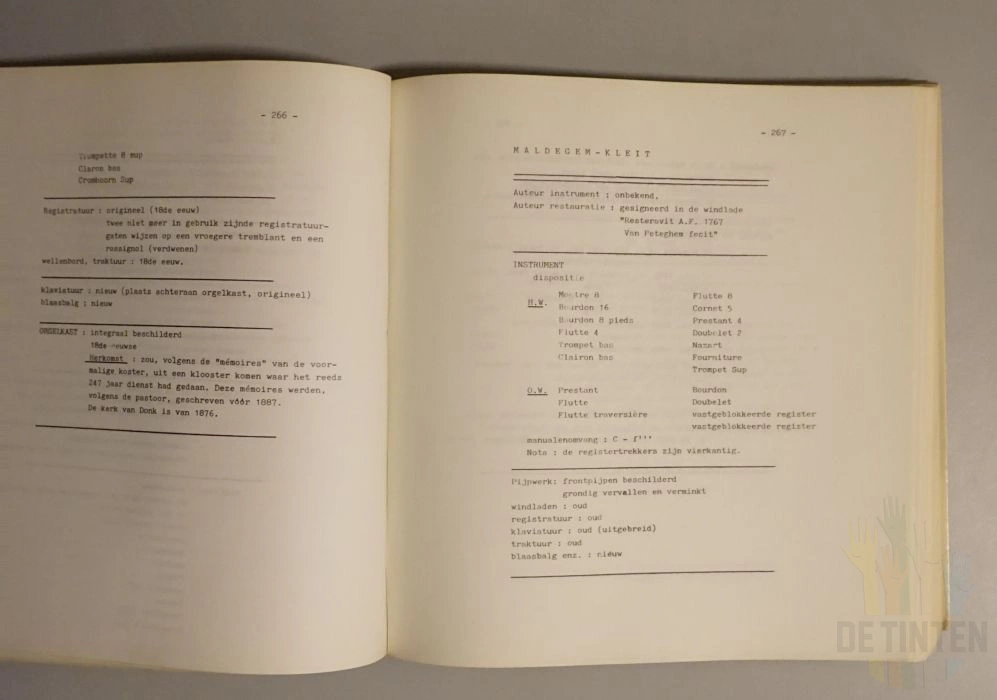 - 266 -
Trompette 8 sup
Claron bas
Cromhoorn Sup
Registratuur : origineel (18de eeuw)
twee niet meer in gebruik zijnde registratuur-
gaten wijzen op een vroegere tremblant en een
rossignol (verdwenen)
wellenbord, traktuur : 18de eeuw.
klaviatuur : nieuw (plaats achteraan orgelkast, origineel)
blaasbalg : nieuw
ORGELKAST : integraal beschilderd
18de-eeuwse
Herkomst : zou, volgens de "mémoires" van de voor-
malige koster, uit een klooster komen waar het reeds
247 jaar dienst had gedaan. Deze mémoires werden,
volgens de pastoor, geschreven vóór 1887.
De kerk van Donk is van 1876.
- 267 -
MALDEGEM-KLEIT
Auteur instrument : onbekend,
Auteur restauratie : gesigneerd in de windlade
"Resteravit A.F. 1767
Van Peteghem fecit"
INSTRUMENT
dispositie
H.W. Montre 8 Flutte 8
Bourdon 16 Cornet 5
Bourdon 8 pieds Prestant 4
Flutte 4 Doubelet 2
Trompet bas Nazart
Clairon bas Fourniture
Trompet Sup
O.W. Prestant Bourdon
Flutte Doubelet
Flutte traversière vastgeblokkeerde register
vastgeblokkeerde register
manualenomvang : C - f'''
Nota : de registertrekkers zijn vierkantig.
Pijpwerk: frontpijpen beschilderd
grondig vervallen en verminkt
windladen : oud
registratuur : oud
klaviatuur : oud (uitgebreid)
traktuur : oud
blaasbalg enz. : nieuw
DE TINTEN